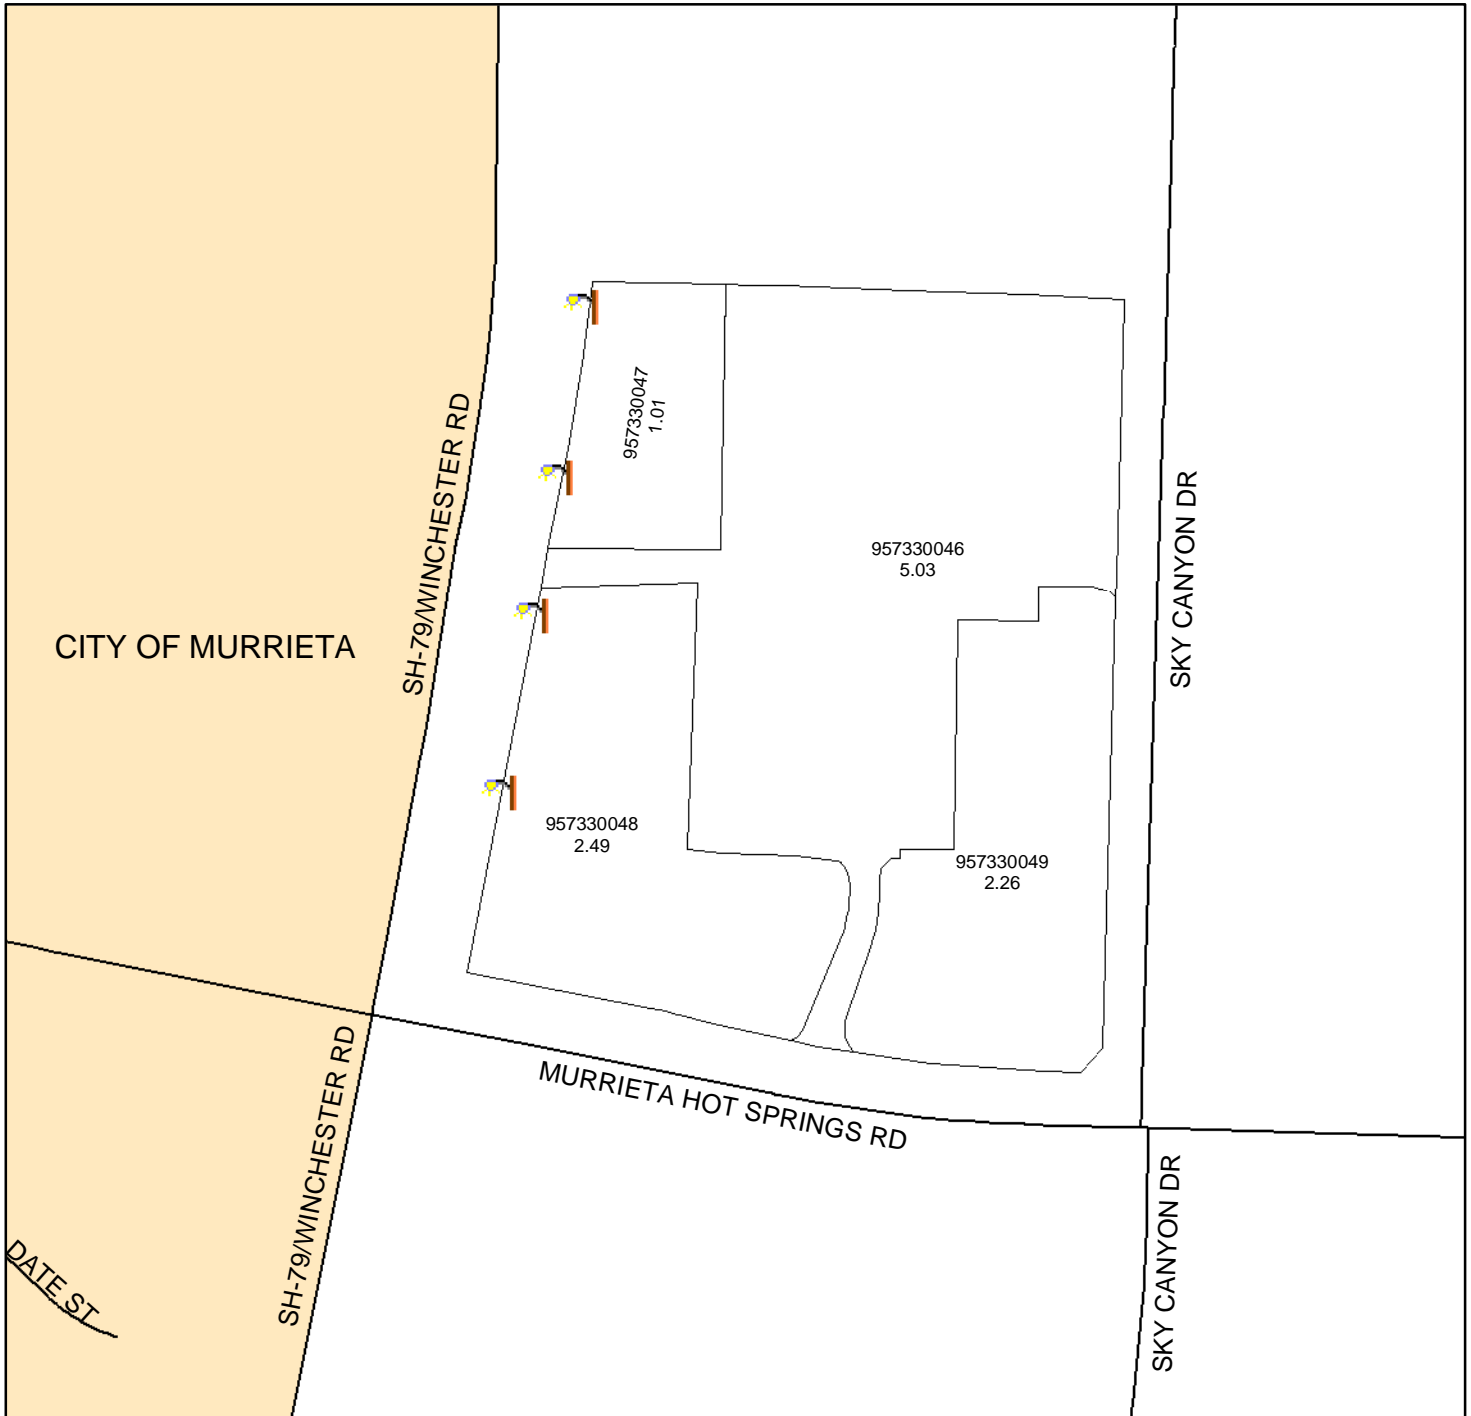 957330047
1.01
SH-79/WINCHESTER RD
SKY CANYON DR
957330046
5.03
CITY OF MURRIETA
957330048
2.49
957330049
2.26
MURRIETA HOT SPRINGS RD
SH-79/WINCHESTER RD
SKY CANYON DR
DATE ST